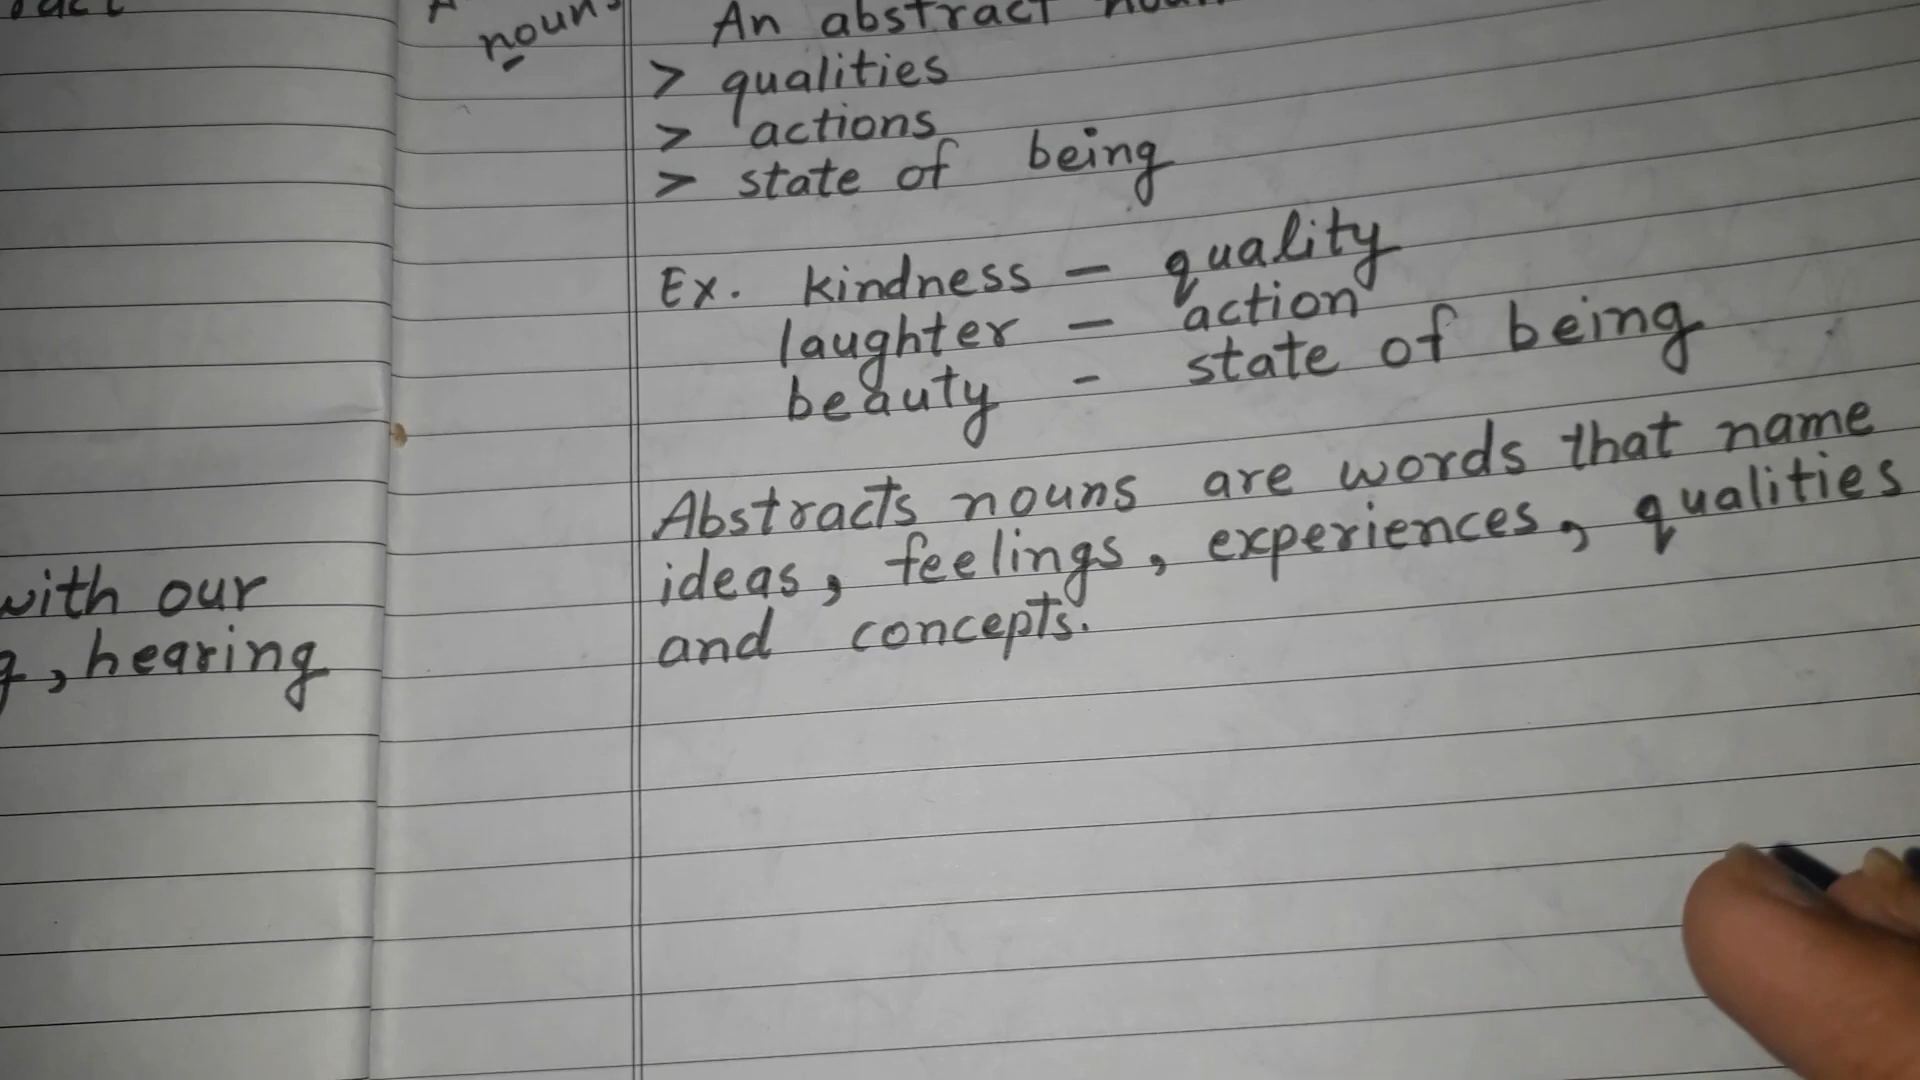 nouns
An abstract
> qualities
> actions
> state of being
Ex. kindness - quality
laughter - action
beauty - state of being
Abstracts nouns are words that name
ideas, feelings, experiences, qualities
and concepts.
with our
, hearing